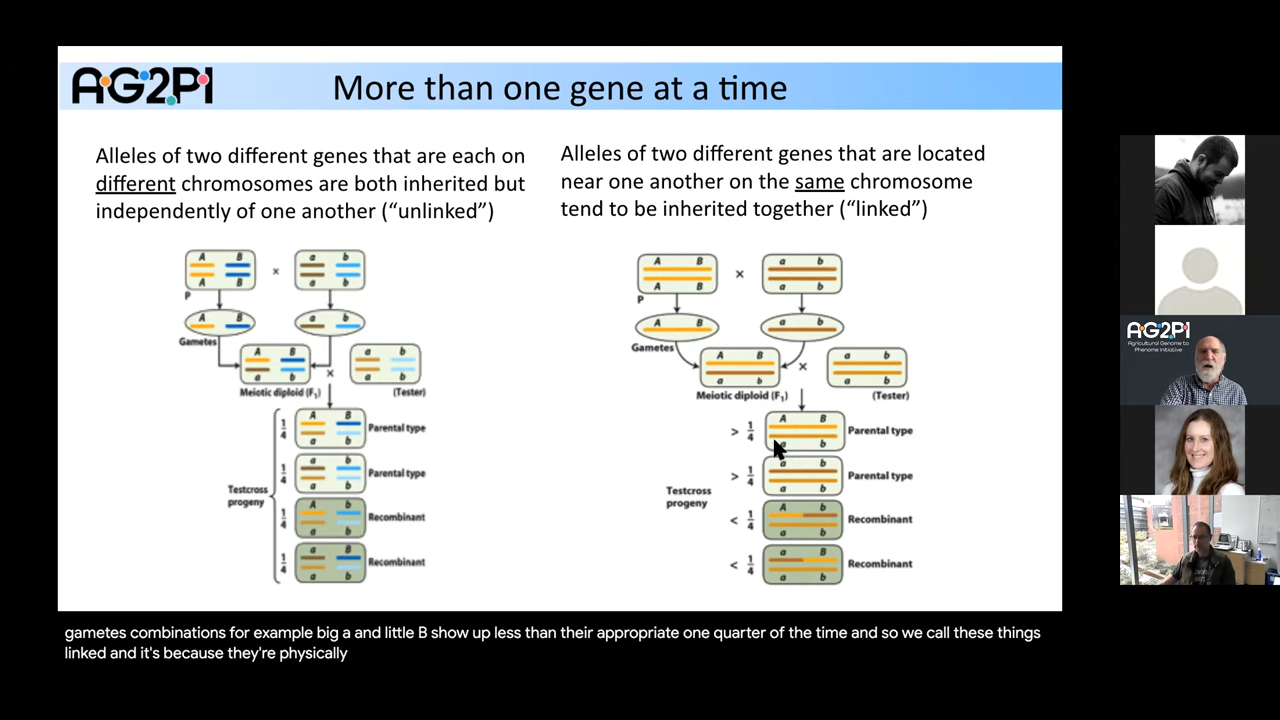 AG2PI
More than one gene at a time
Alleles of two different genes that are each on
different chromosomes are both inherited but
independently of one another (“unlinked”)
A B
A B
×
a b
a b
P
A B
a b
Gametes
A B
a b
×
a b
a b
Meiotic diploid (F1)
(Tester)
1/4
A B
a b
Parental type
1/4
a b
a b
Parental type
Testcross
progeny
1/4
A b
a b
Recombinant
1/4
a B
a b
Recombinant
Alleles of two different genes that are located
near one another on the same chromosome
tend to be inherited together (“linked”)
A B
A B
×
a b
a b
P
A B
a b
Gametes
A B
a b
×
a b
a b
Meiotic diploid (F1)
(Tester)
> 1/4
A B
a b
Parental type
> 1/4
a b
a b
Parental type
Testcross
progeny
< 1/4
A b
a b
Recombinant
< 1/4
a B
a b
Recombinant
AG2PI
Agricultural Genome to
Phenome Initiative
gametes combinations for example big a and little B show up less than their appropriate one quarter of the time and so we call these things
linked and it's because they're physically